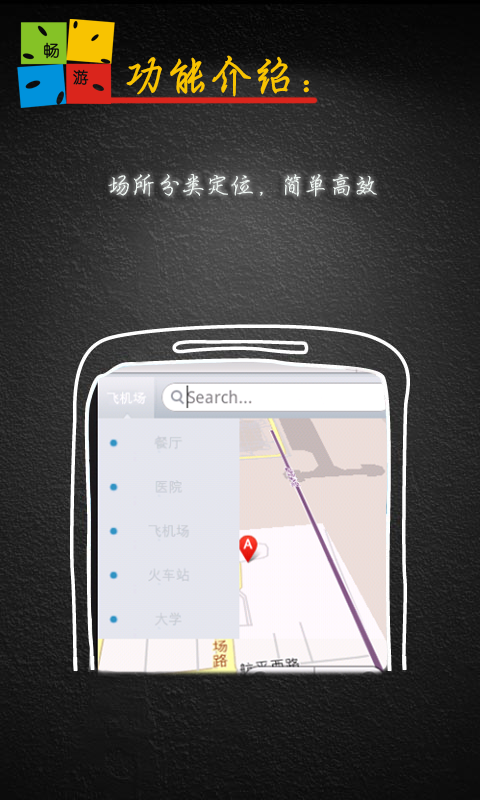 畅
游
功能介绍：
场所分类定位，简单高效
飞机场
Search...
餐厅
医院
飞机场
A
火车站
大学
场
路
航平西路